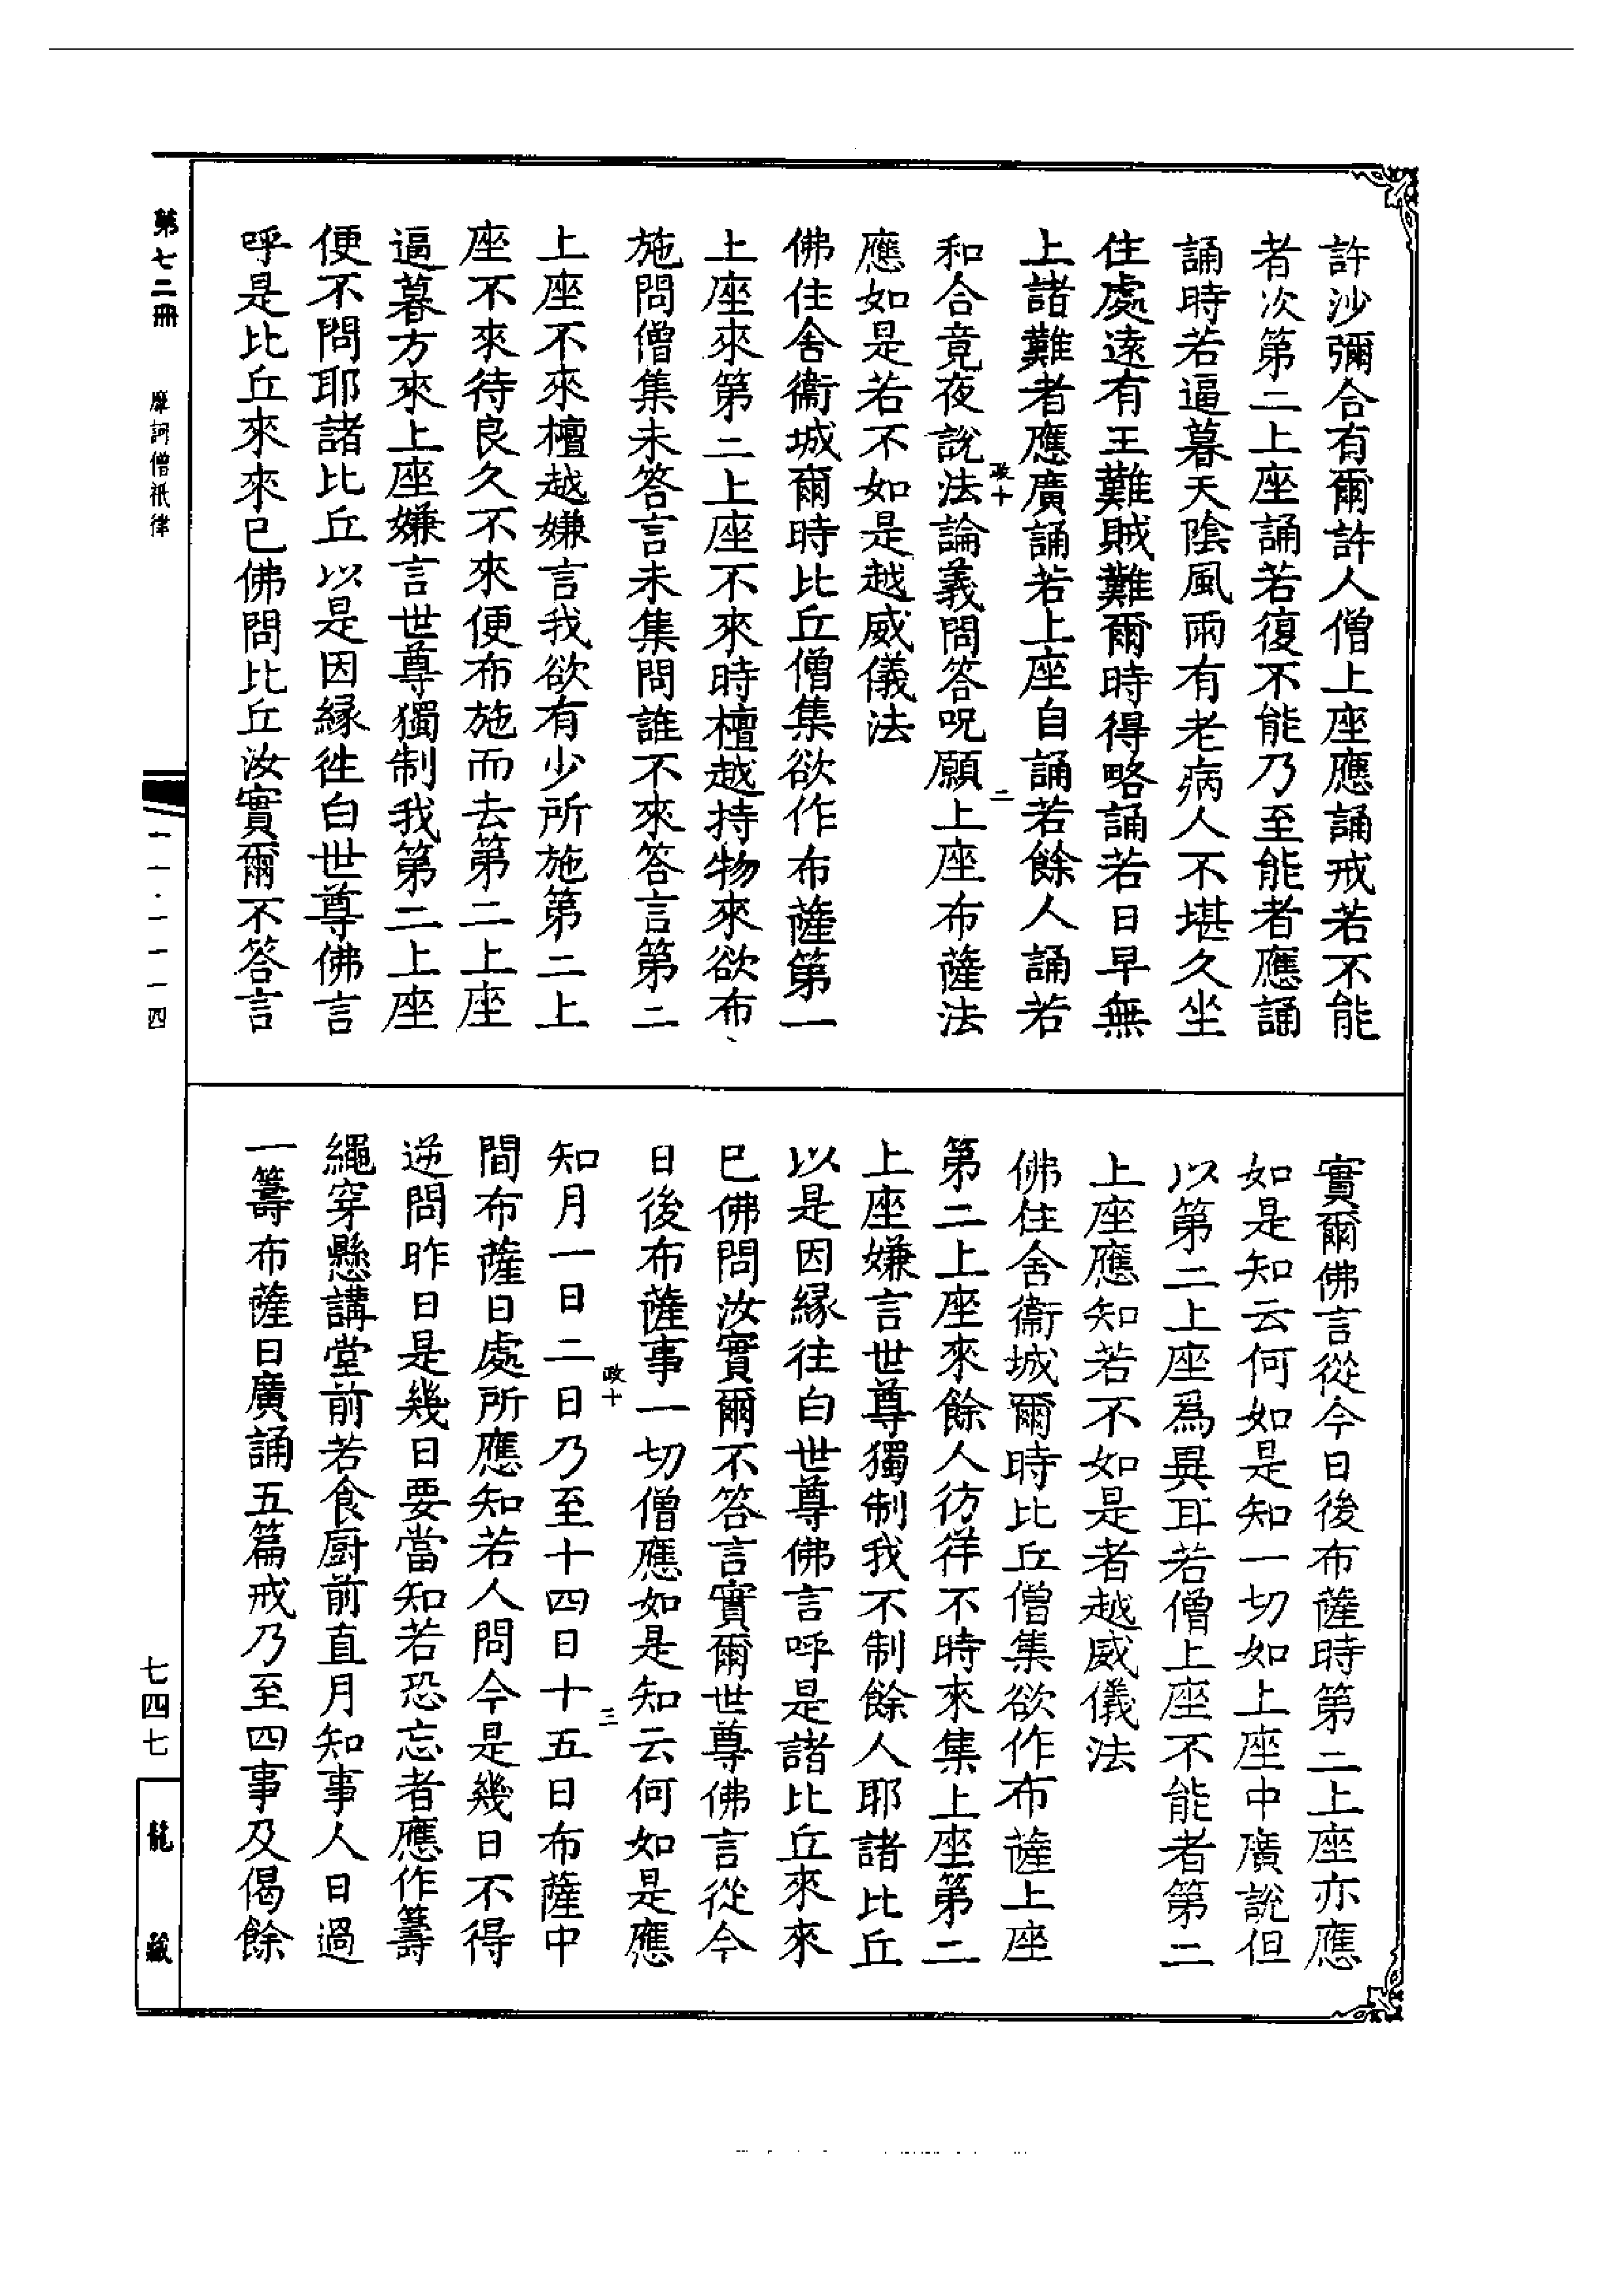 許沙彌合有爾許人僧上座應誦戒若不能
者次第二上座誦若復不能乃至能者應誦
誦時若逼暮天陰風雨有老病人不堪久坐
住處遠有王難賊難爾時得略誦若日早無
上諸難者應廣誦若上座自誦若餘人誦若
政十 二
和合竟夜說法論義問答呪願上座布薩法
應如是若不如是越威儀法
佛住舍衞城爾時比丘僧集欲作布薩第一
上座來第二上座不來時檀越持物來欲布
施問僧集未答言未集問誰不來答言第二
上座不來檀越嫌言我欲有少所施第二上
座不來待良久不來便布施而去第二上座
逼暮方來上座嫌言世尊獨制我第二上座
便不問耶諸比丘以是因緣徃白世尊佛言
呼是比丘來來已佛問比丘汝實爾不答言
實爾佛言從今日後布薩時第二上座亦應
如是知云何如是知一切如上座中廣說但
以第二上座爲異耳若僧上座不能者第二
上座應知若不如是者越威儀法
佛住舍衞城爾時比丘僧集欲作布薩上座
第二上座來餘人彷徉不時來集上座第二
上座嫌言世尊獨制我不制餘人耶諸比丘
以是因緣往白世尊佛言呼是諸比丘來來
已佛問汝實爾不答言實爾世尊佛言從今
日後布薩事一切僧應如是知云何如是應
政十 三
知月一日二日乃至十四日十五日布薩中
間布薩日處所應知若人問今是幾日不得
逆問昨日是幾日要當知若恐忘者應作籌
繩穿懸講堂前若食厨前直月知事人日過
一籌布薩日廣誦五篇戒乃至四事及偈餘
第七二冊 摩訶僧祇律
一一·一一一四
七四七
龍藏